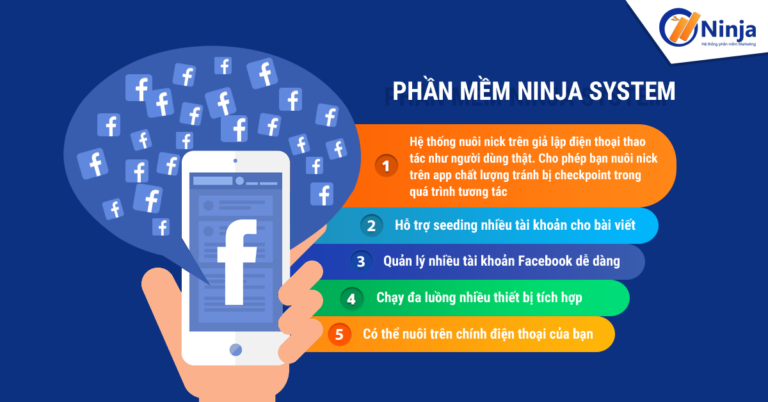 Ninja
Hệ thống phần mềm Marketing
PHẦN MỀM NINJA SYSTEM
1
Hệ thống nuôi nick trên giả lập điện thoại thao
tác như người dùng thật. Cho phép bạn nuôi nick
trên app chất lượng tránh bị checkpoint trong
quá trình tương tác
2 Hỗ trợ seeding nhiều tài khoản cho bài viết
3 Quản lý nhiều tài khoản Facebook dễ dàng
4 Chạy đa luồng nhiều thiết bị tích hợp
5 Có thể nuôi trên chính điện thoại của bạn